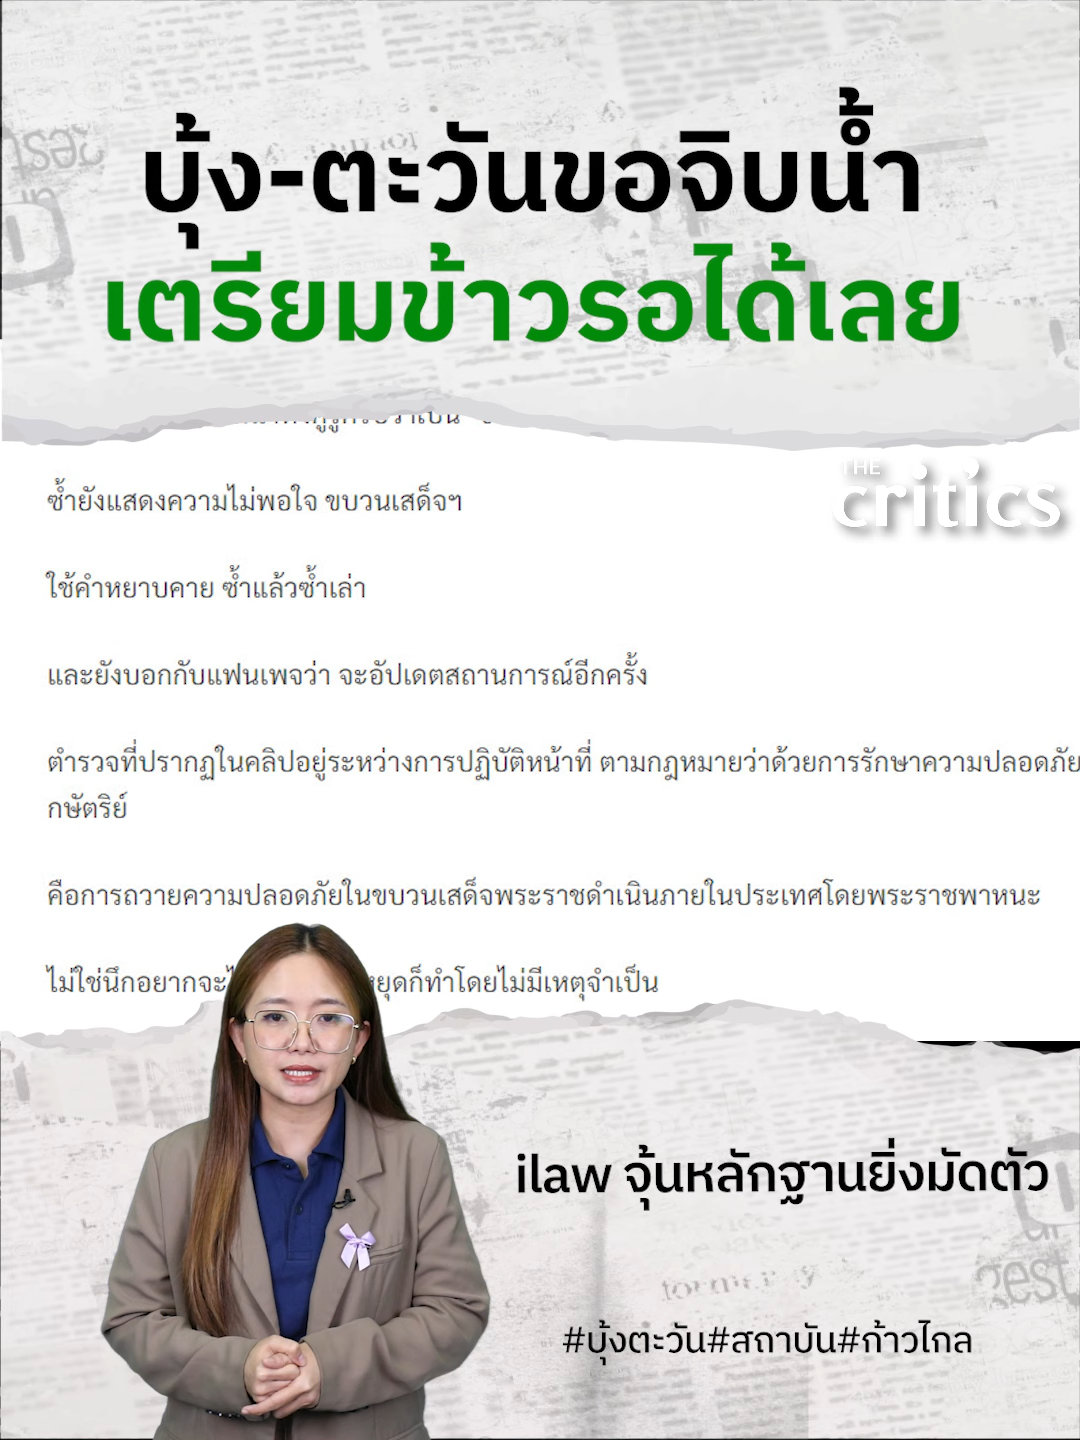 บุ้ง-ตะวันขอจิบน้ำ
เตรียมข้าวรอได้เลย
THE
critics
ซ้ำยังแสดงความไม่พอใจ ขบวนเสด็จฯ
ใช้คำหยาบคาย ซ้ำแล้วซ้ำเล่า
และยังบอกกับแฟนเพจว่า จะอัปเดตสถานการณ์อีกครั้ง
ตำรวจที่ปรากฏในคลิปอยู่ระหว่างการปฏิบัติหน้าที่ ตามกฎหมายว่าด้วยการรักษาความปลอดภัย
กษัตริย์
คือการถวายความปลอดภัยในขบวนเสด็จพระราชดำเนินภายในประเทศโดยพระราชพาหนะ
ไม่ใช่นึกอยากจะ หยุดก็ทำโดยไม่มีเหตุจำเป็น
ilaw จุ้นหลักฐานยิ่งมัดตัว
#บุ้งตะวัน#สถาบัน#ก้าวไกล